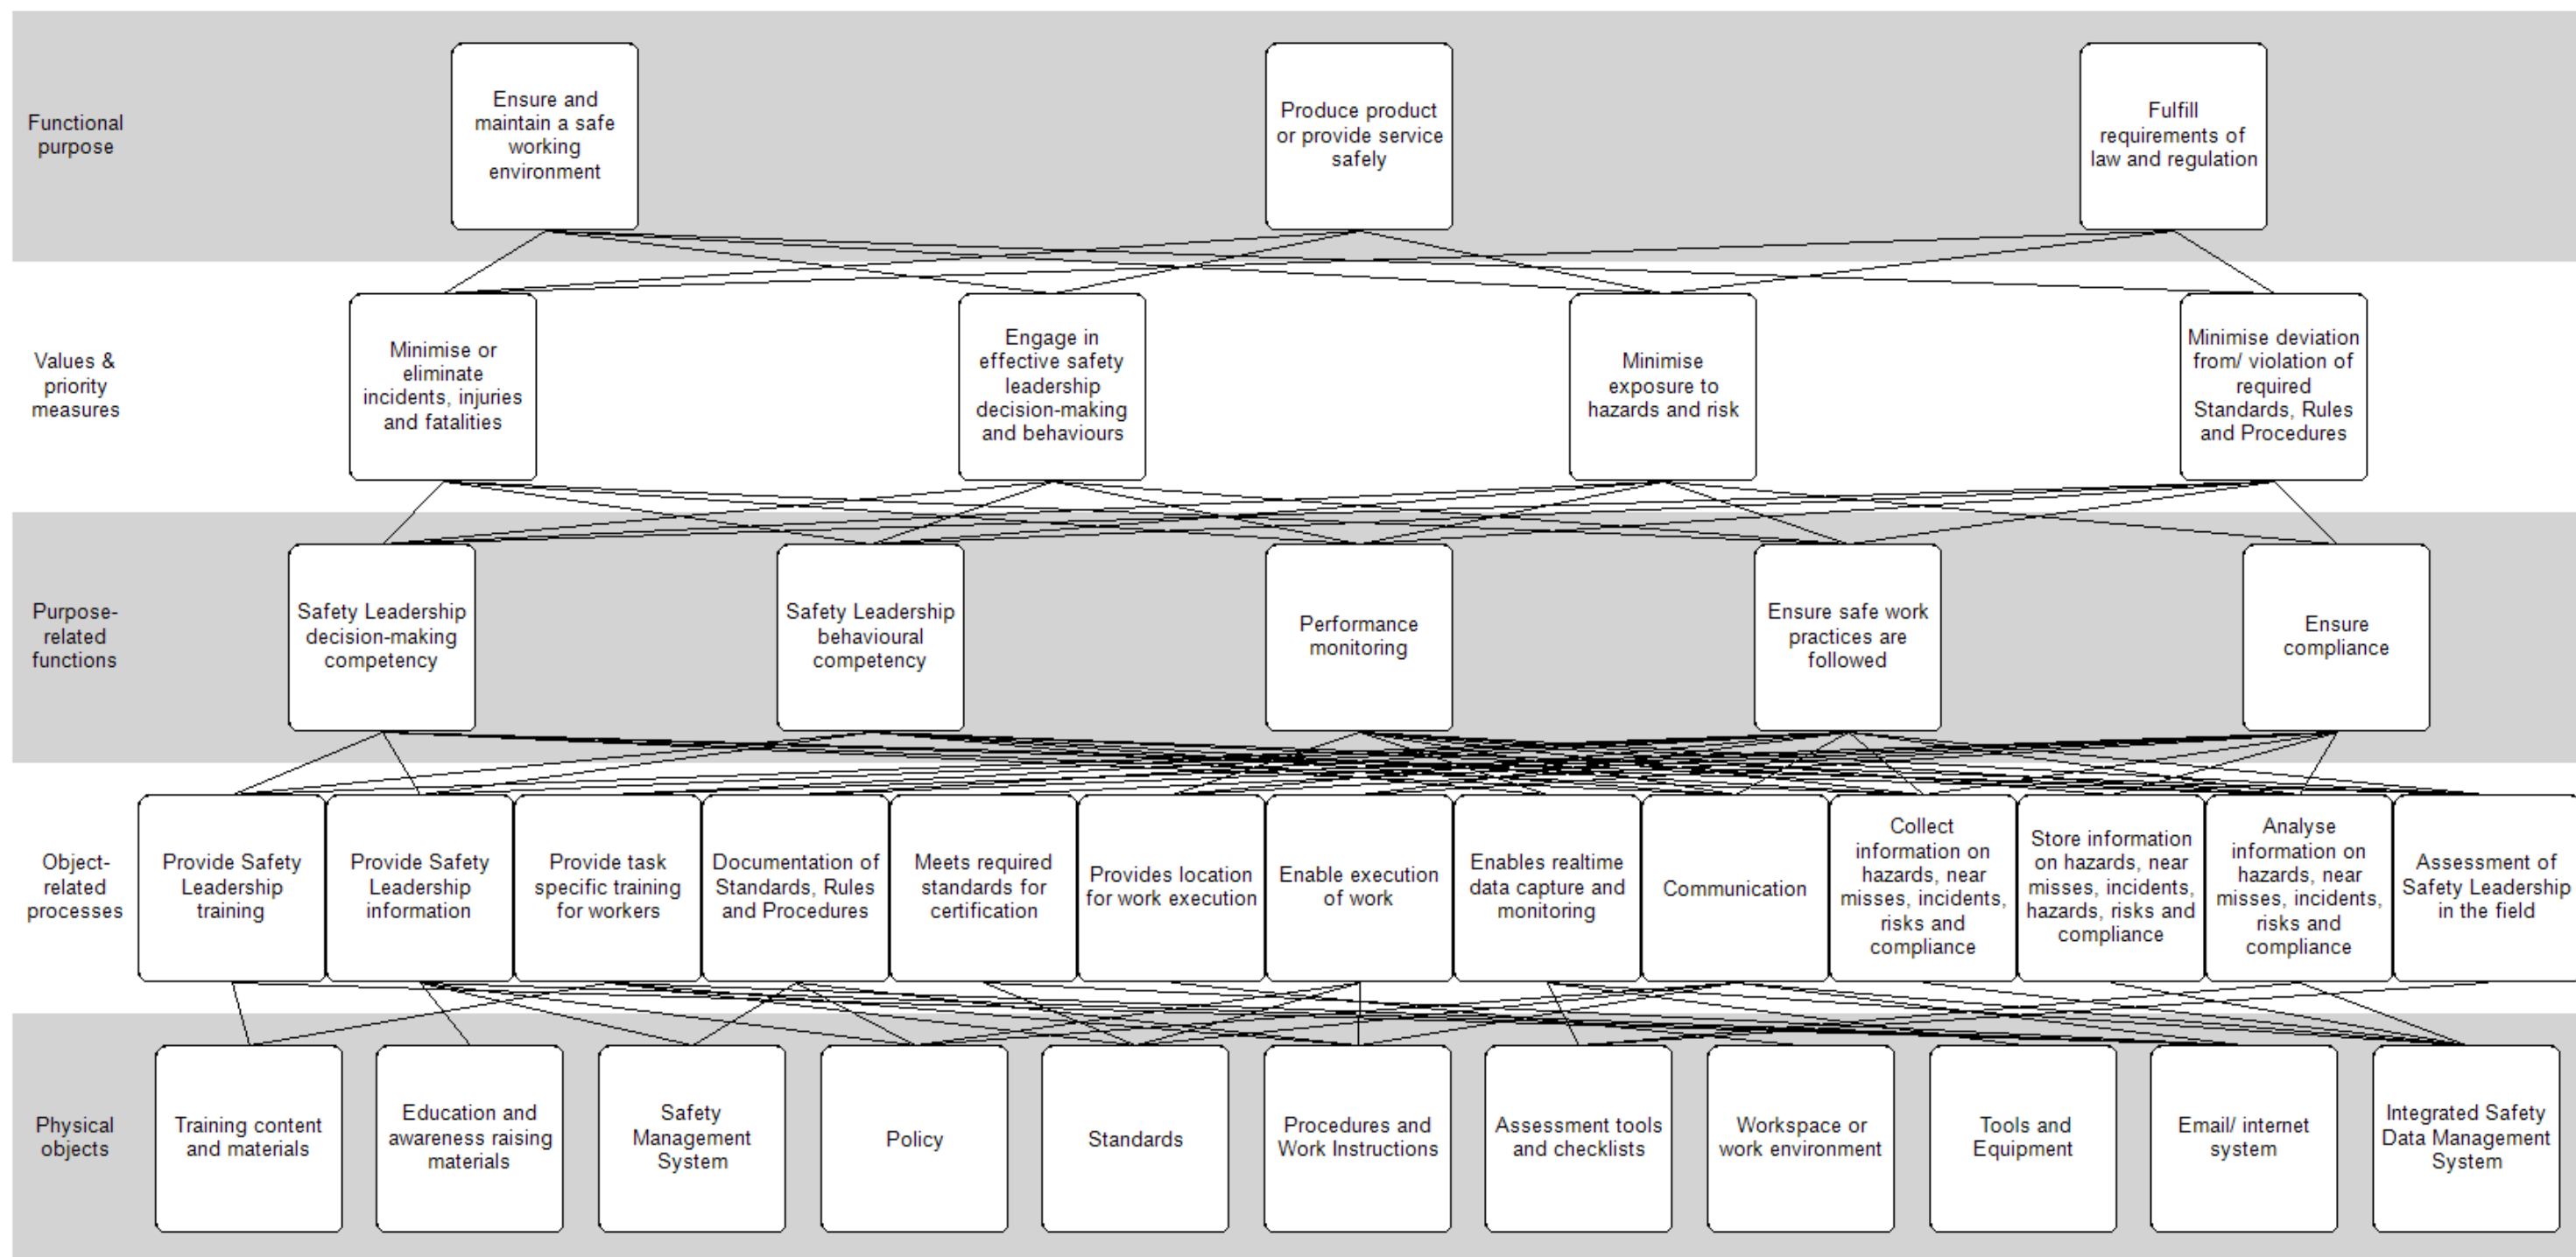 Functional
purpose
Ensure and
maintain a safe
working
environment
Produce product
or provide service
safely
Fulfill
requirements of
law and regulation
Values &
priority
measures
Minimise or
eliminate
incidents, injuries
and fatalities
Engage in
effective safety
leadership
decision-making
and behaviours
Minimise
exposure to
hazards and risk
Minimise deviation
from/ violation of
required
Standards, Rules
and Procedures
Purpose-
related
functions
Safety Leadership
decision-making
competency
Safety Leadership
behavioural
competency
Performance
monitoring
Ensure safe work
practices are
followed
Ensure
compliance
Object-
related
processes
Provide Safety
Leadership
training
Provide Safety
Leadership
information
Provide task
specific training
for workers
Documentation of
Standards, Rules
and Procedures
Meets required
standards for
certification
Provides location
for work execution
Enable execution
of work
Enables realtime
data capture and
monitoring
Communication
Collect
information on
hazards, near
misses, incidents,
risks and
compliance
Store information
on hazards, near
misses, incidents,
hazards, risks and
compliance
Analyse
information on
hazards, near
misses, incidents,
risks and
compliance
Assessment of
Safety Leadership
in the field
Physical
objects
Training content
and materials
Education and
awareness raising
materials
Safety
Management
System
Policy
Standards
Procedures and
Work Instructions
Assessment tools
and checklists
Workspace or
work environment
Tools and
Equipment
Email/ internet
system
Integrated Safety
Data Management
System